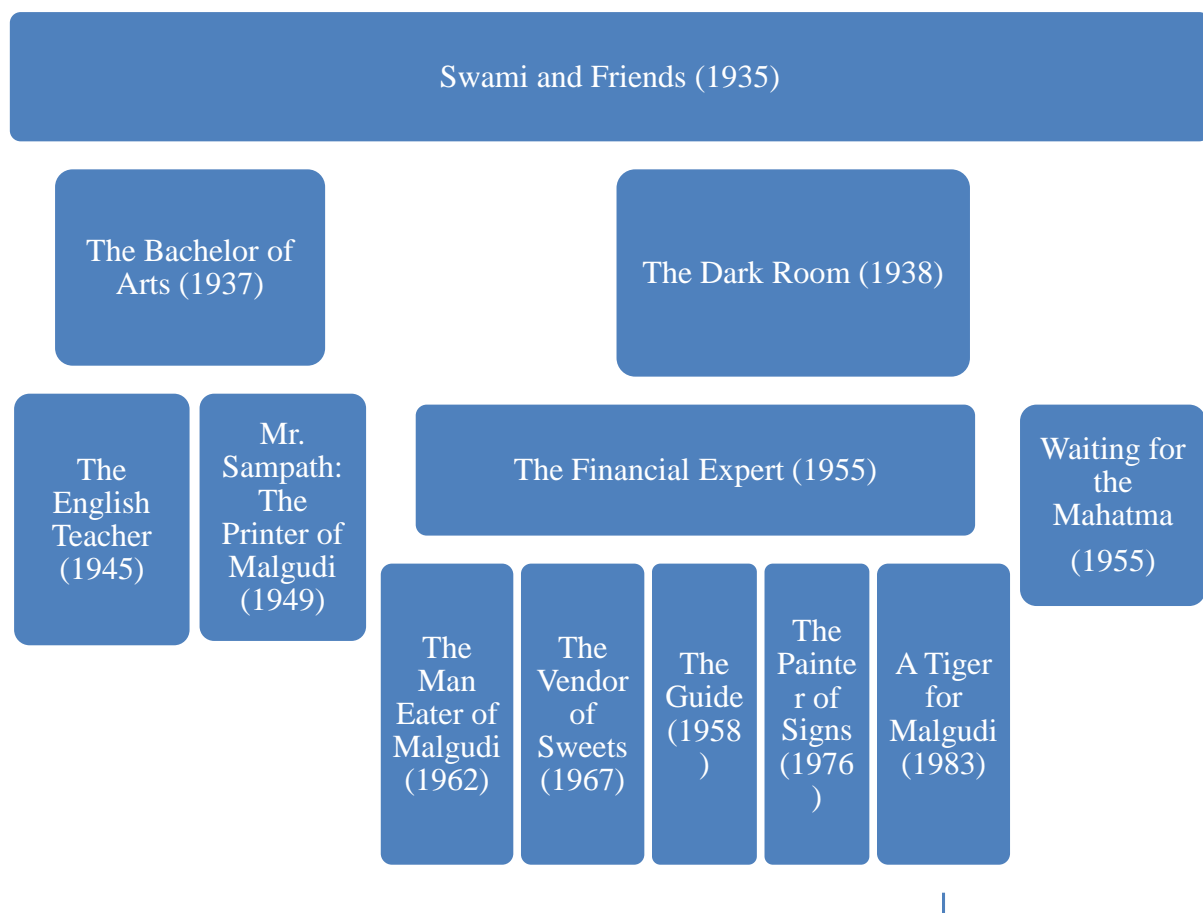 Swami and Friends (1935)
The Bachelor of
Arts (1937)
The Dark Room (1938)
The
English
Teacher
(1945)
Mr.
Sampath:
The
Printer of
Malgudi
(1949)
The Financial Expert (1955)
Waiting for
the
Mahatma
(1955)
The
Man
Eater of
Malgudi
(1962)
The
Vendor
of
Sweets
(1967)
The
Guide
(1958
)
The
Painte
r of
Signs
(1976
)
A Tiger
for
Malgudi
(1983)